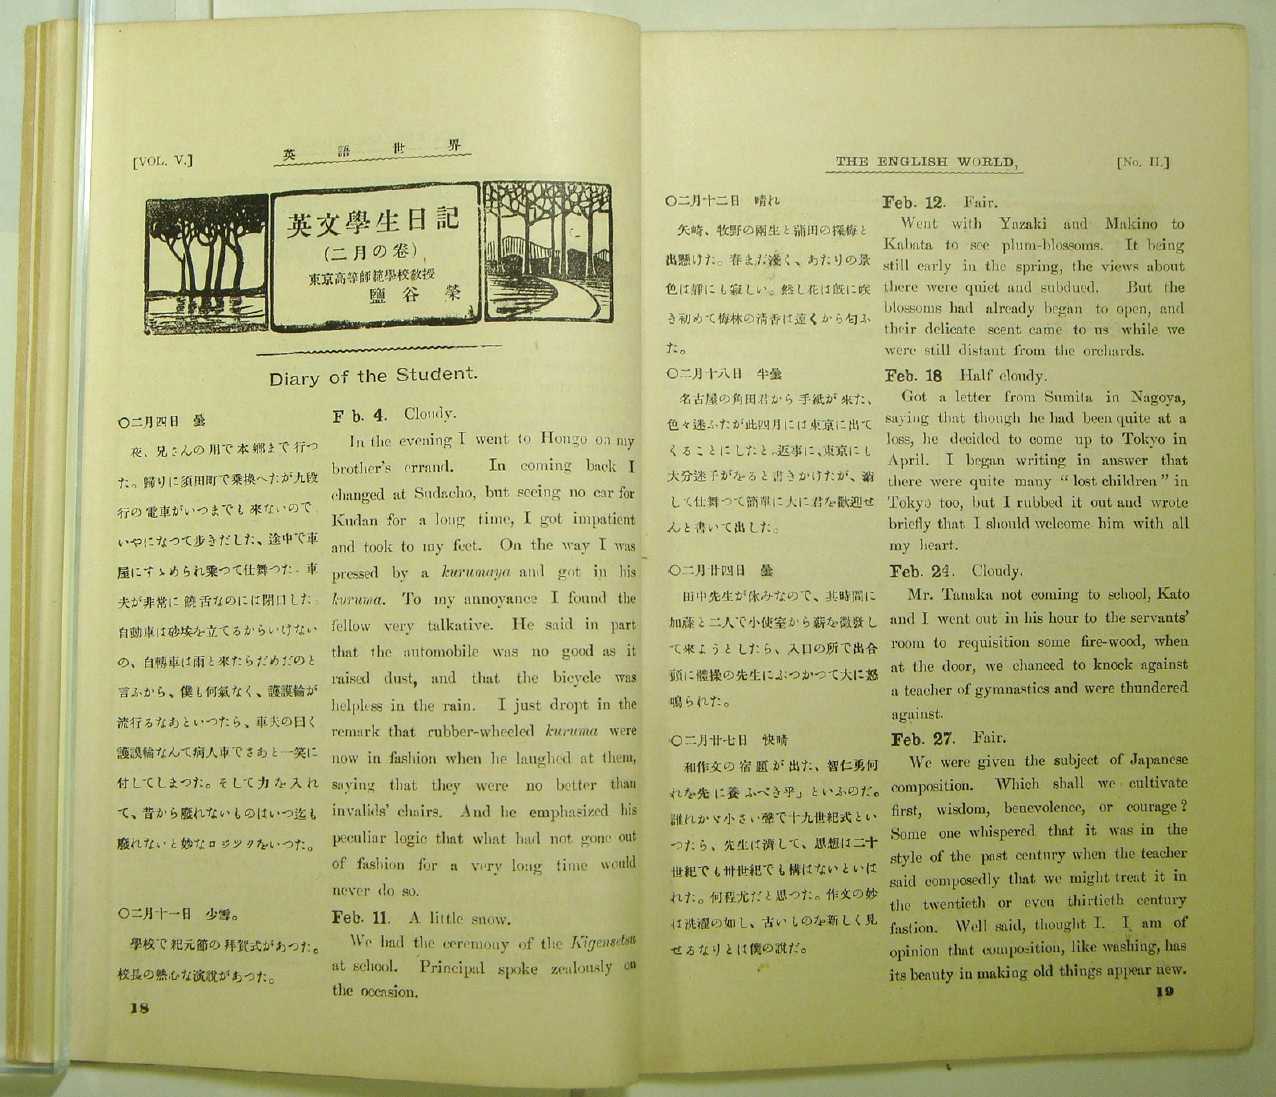 [VOL. V.]
英語世界
英文學生日記
(二月の卷)
東京高等師範學校敎授
鹽谷榮
Diary of the Student.
〇二月四日 曇
夜、兄さんの用で本鄕まで行つ
た。歸りに須田町で乘換へたが九段
行の電車がいつまでも來ないので
いやになつて步きだした、途中で車
屋にすゝめられ乘つて仕舞つた。車
夫が非常に饒舌なのには閉口した
自動車は砂埃を立てるからいけない
の、自轉車は雨と來たらだめだのと
言ふから、僕も何氣なく、護謨輪が
流行るなあといつたら、車夫の曰く
護謨輪なんて病人車でさあと一笑に
付してしまつた。そして力を入れ
て、昔から廢れないものはいつ迄も
廢れないと妙なロジツクをいつた。
〇二月十一日 少雪。
學校で紀元節の拜賀式があつた。
校長の熱心な演說があつた。
18
F b. 4. Cloudy.
In the evening I went to Hongo on my
brother's errand. In coming back I
changed at Sudacho, but seeing no car for
Kudan for a long time, I got impatient
and took to my feet. On the way I was
pressed by a kurumaya and got in his
kuruma. To my annoyance I found the
fellow very talkative. He said in part
that the automobile was no good as it
raised dust, and that the bicycle was
helpless in the rain. I just dropt in the
remark that rubber-wheeled kuruma were
now in fashion when he laughed at them,
saying that they were no better than
invalids' chairs. And he emphasized his
peculiar logic that what had not gone out
of fashion for a very long time would
never do so.
Feb. 11. A little snow.
We had the ceremony of the Kigensetsu
at school. Principal spoke zealously on
the occasion.
THE ENGLISH WORLD,
[No. II.]
〇二月十二日 晴れ
矢崎、牧野の兩生と蒲田の探梅と
出懸けた。春まだ淺く、あたりの景
色は靜にも寂しい。然し花は旣に咲
き初めて梅林の淸香は遠くから匂ふ
た。
〇二月十八日 半曇
名古屋の角田君から手紙が來た、
色々迷ふたが此四月には東京に出て
くることにしたと。返事に、東京にも
大分迷子があると書きかけたが、消
して仕舞つて簡單に大に君を歡迎せ
んと書いて出した。
〇二月廿四日 曇
田中先生が休みなので、其時間に
加藤と二人で小使室から薪を徵發し
て來ようとしたら、入口の所で出合
頭に體操の先生にぶつかつて大に怒
鳴られた。
〇二月廿七日 快晴
和作文の宿題が出た、智仁勇何
れを先に養ふべき乎」といふのだ。
誰れかゞ小さい聲で十九世紀式とい
つたら、先生は濟して、思想は二十
世紀でも卅世紀でも構はないといは
れた。何程尤だと思つた。作文の妙
は洗濯の如し、古いものを新しく見
せるなりとは僕の說だ。
Feb. 12. Fair.
Went with Yazaki and Makino to
Kabata to see plum-blossoms. It being
still early in the spring, the views about
there were quiet and subdued. But the
blossoms had already began to open, and
their delicate scent came to us while we
were still distant from the orchards.
Feb. 18 Half cloudy.
Got a letter from Sumita in Nagoya,
saying that though he had been quite at a
loss, he decided to come up to Tokyo in
April. I began writing in answer that
there were quite many "lost children" in
Tokyo too, but I rubbed it out and wrote
briefly that I should welcome him with all
my heart.
Feb. 24. Cloudy.
Mr. Tanaka not coming to school, Kato
and I went out in his hour to the servants'
room to requisition some fire-wood, when
at the door, we chanced to knock against
a teacher of gymnastics and were thundered
against.
Feb. 27. Fair.
We were given the subject of Japanese
composition. Which shall we cultivate
first, wisdom, benevolence, or courage?
Some one whispered that it was in the
style of the past century when the teacher
said composedly that we might treat it in
the twentieth or even thirtieth century
fastion. Well said, thought I. I am of
opinion that composition, like washing, has
its beauty in making old things appear new.
19